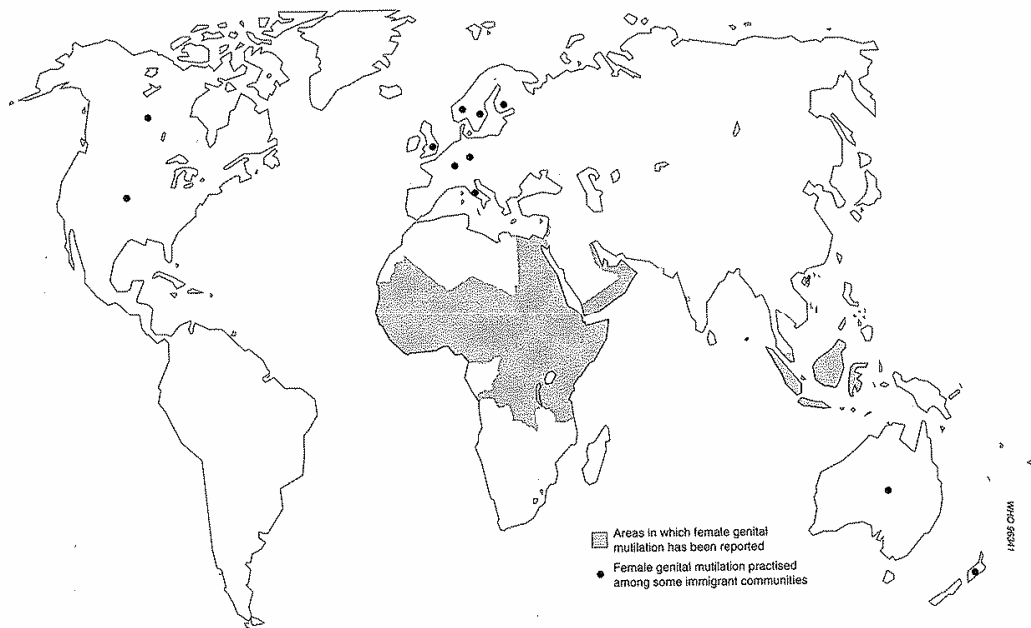 Areas in which female genital
mutilation has been reported
Female genital mutilation practised
among some immigrant communities
WHO 96341